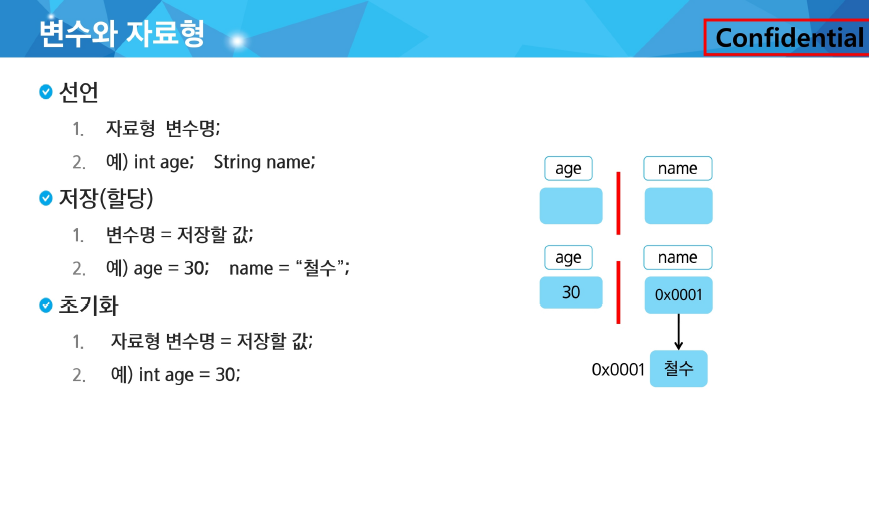 변수와 자료형
Confidential
선언
1. 자료형 변수명;
2. 예) int age; String name;
저장(할당)
1. 변수명 = 저장할 값;
2. 예) age = 30; name = “철수”;
초기화
1. 자료형 변수명 = 저장할 값;
2. 예) int age = 30;
age name
age name
30 0x0001
0x0001 철수